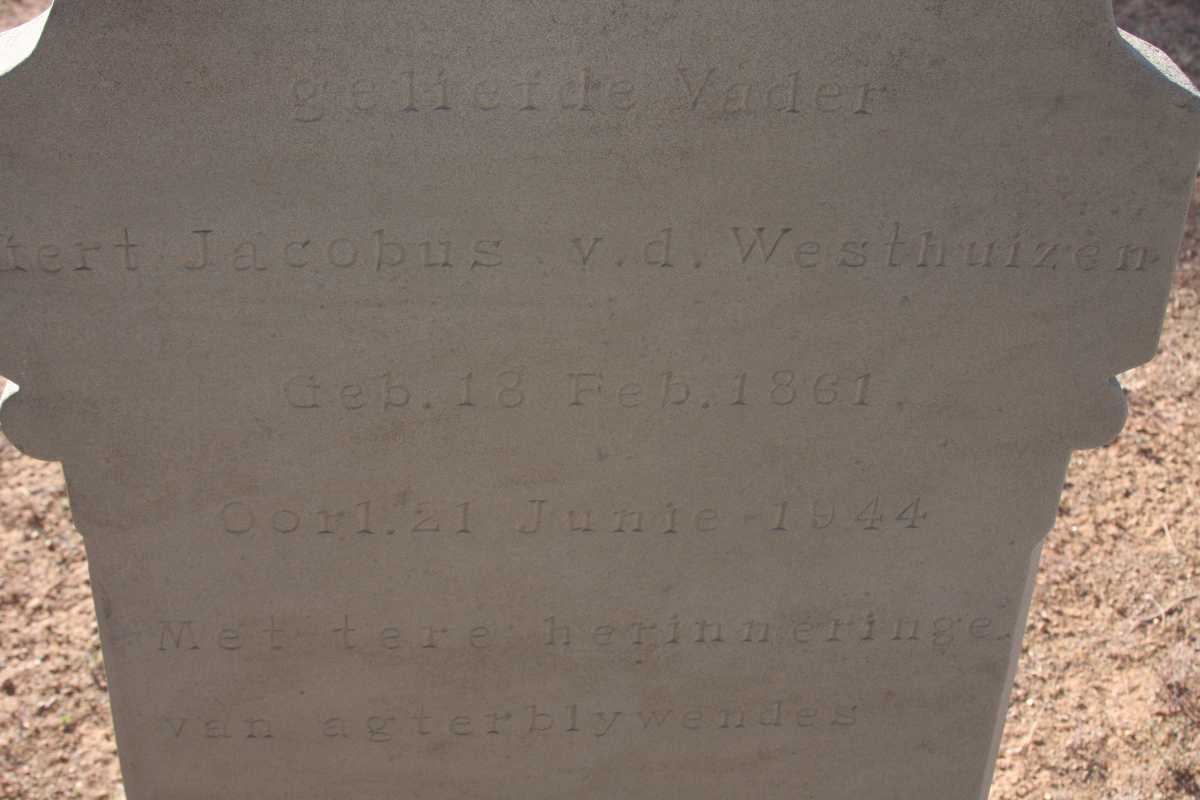 geliefde Vader
Jacobus v.d. Westhuizen
Geb. 18 Feb. 1861.
Oorl. 21 Junie 1944
Met tere herinneringe
van agterblywendes